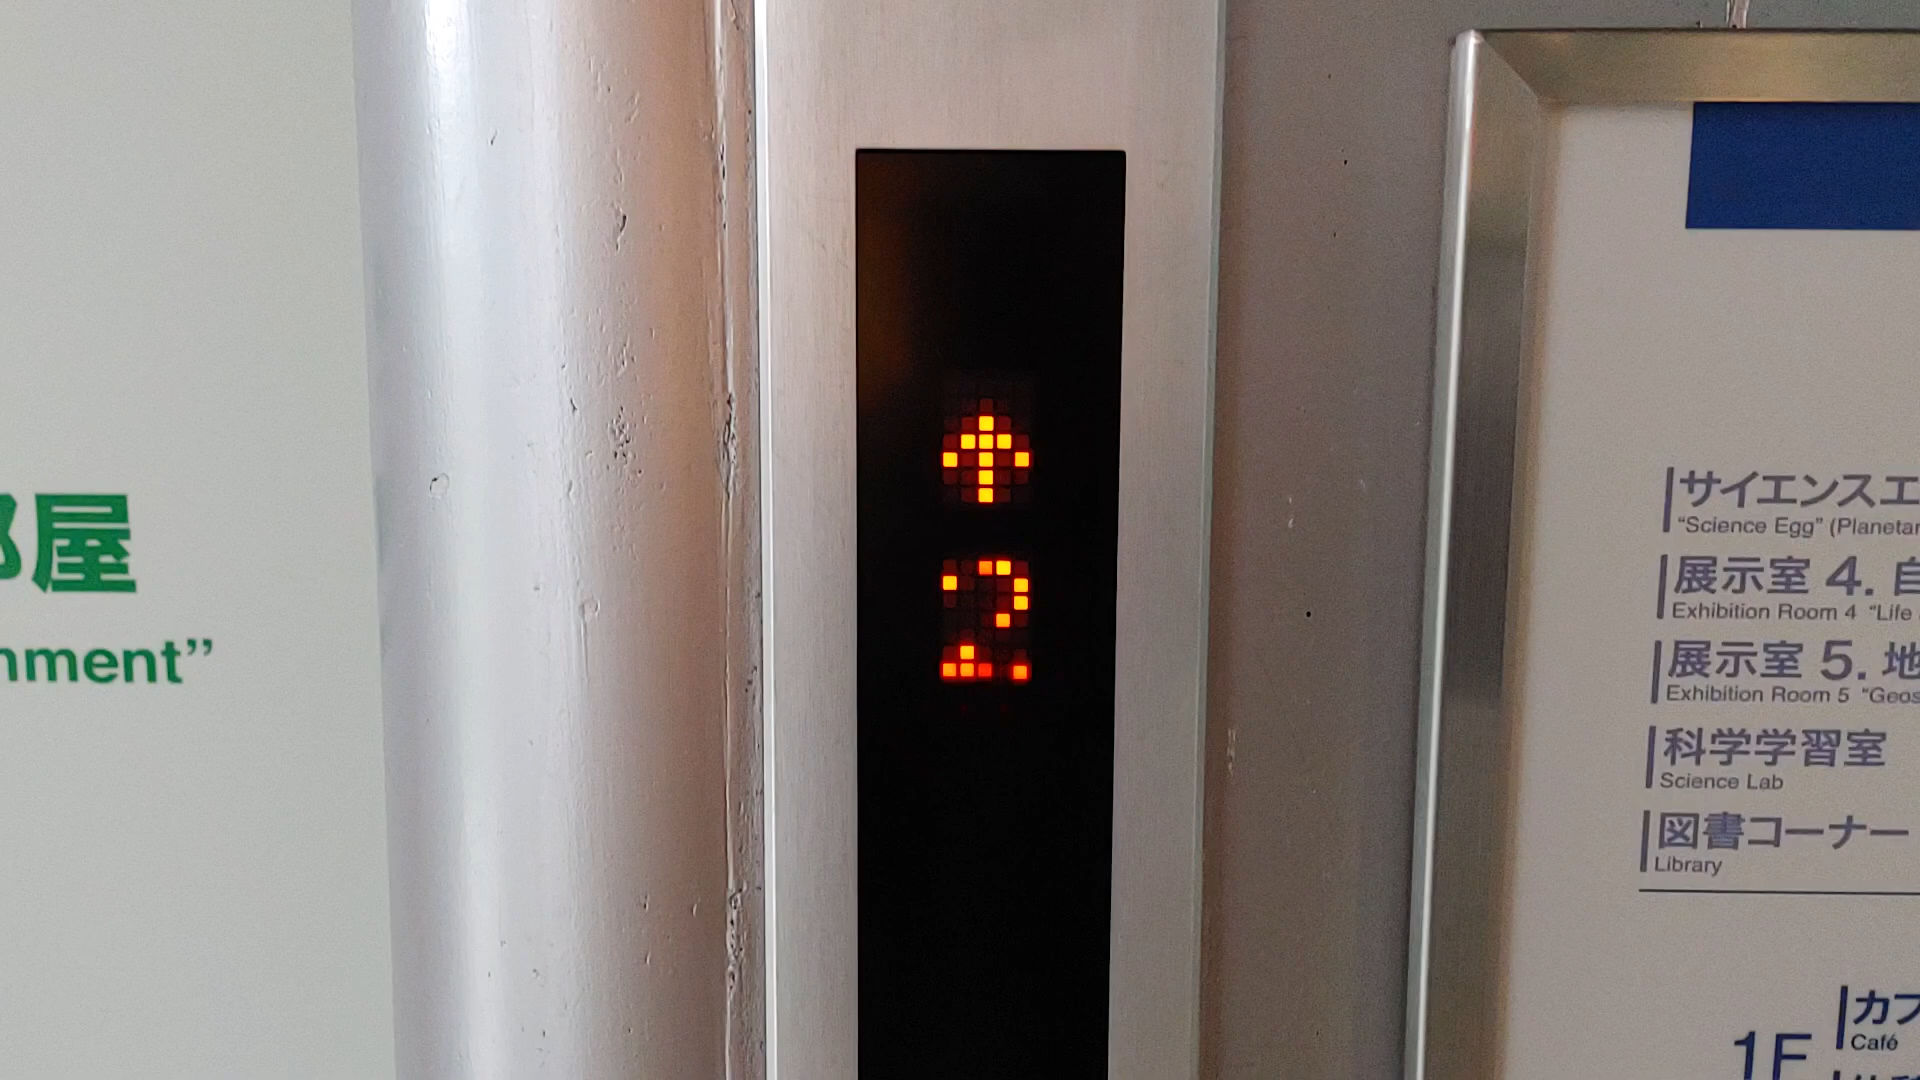 屋
nment”
↑
2
サイエンスエ
“Science Egg” (Planetar
展示室 4. 自
Exhibition Room 4 “Life
展示室 5. 地
Exhibition Room 5 “Geos
科学学習室
Science Lab
図書コーナー
Library
1F
カフ
Café